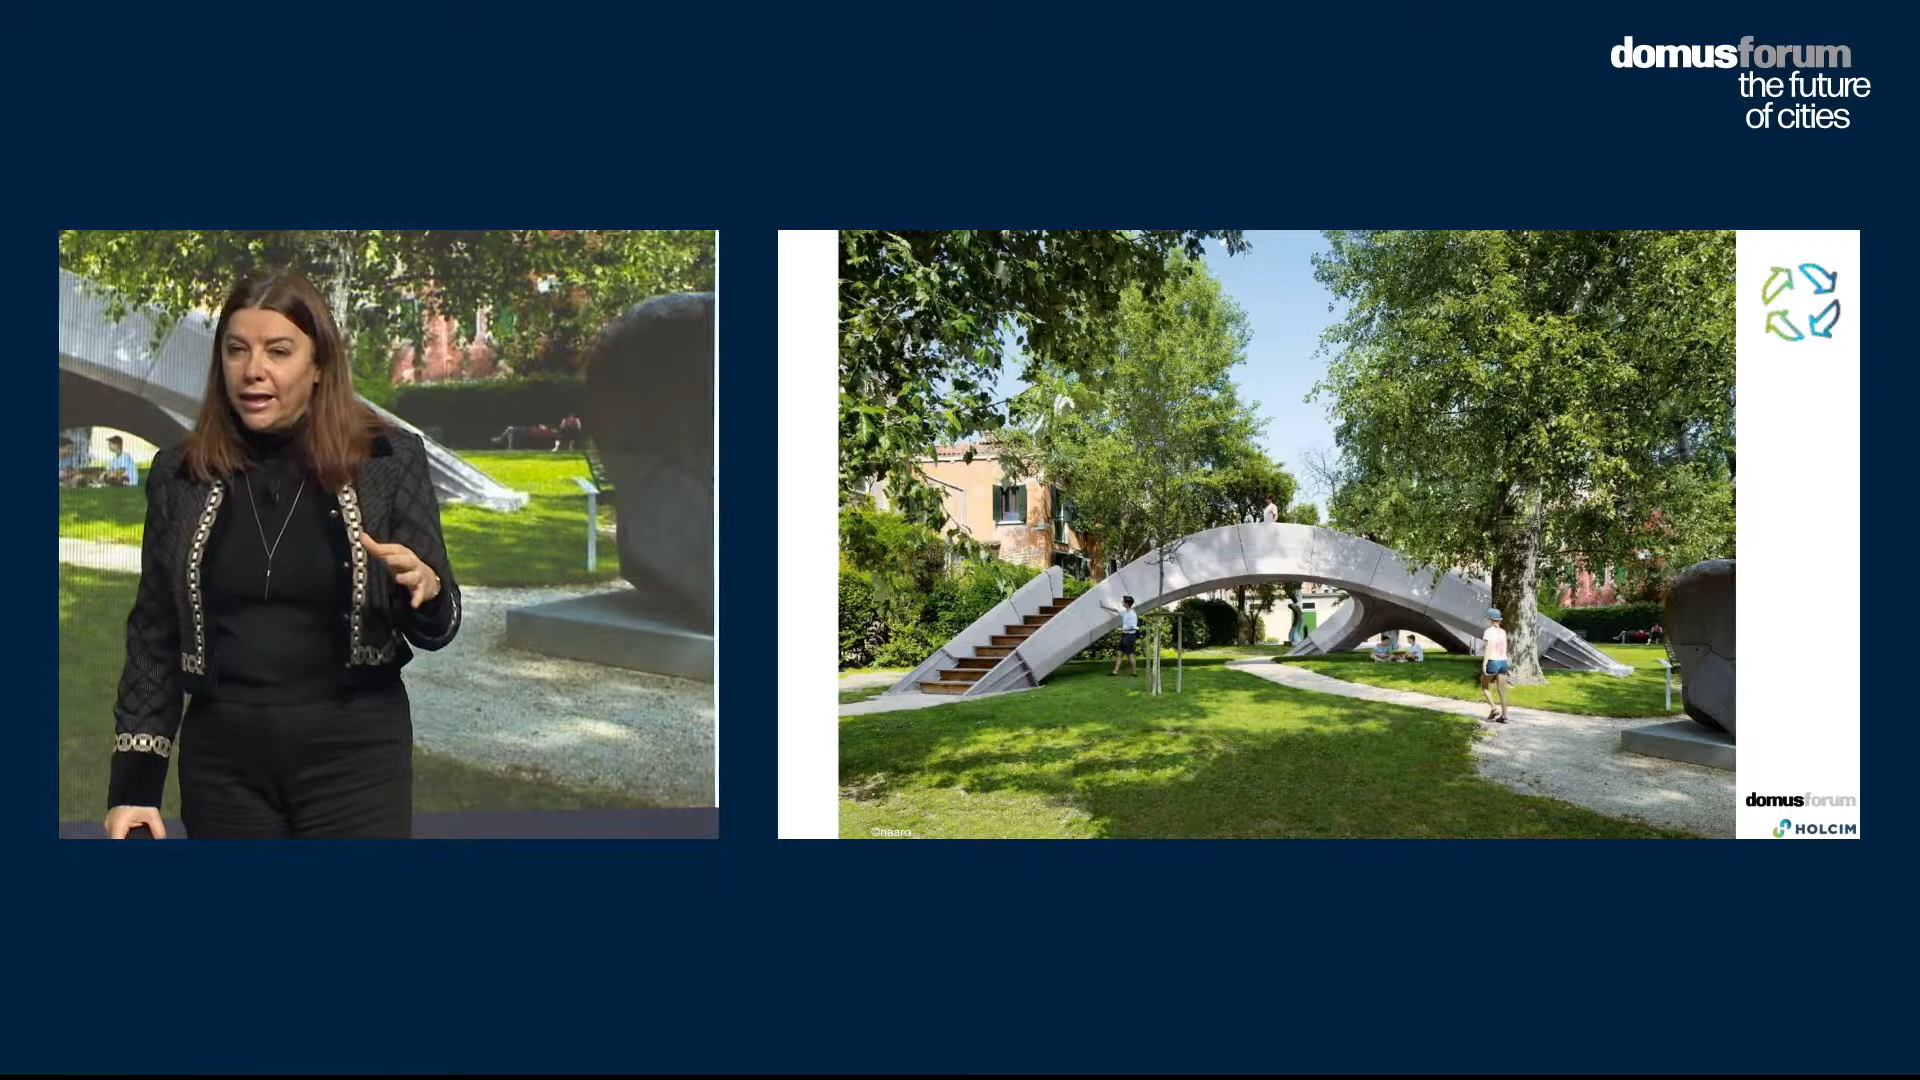 domusforum
the future
of cities
©naaro
domusforum
HOLCIM